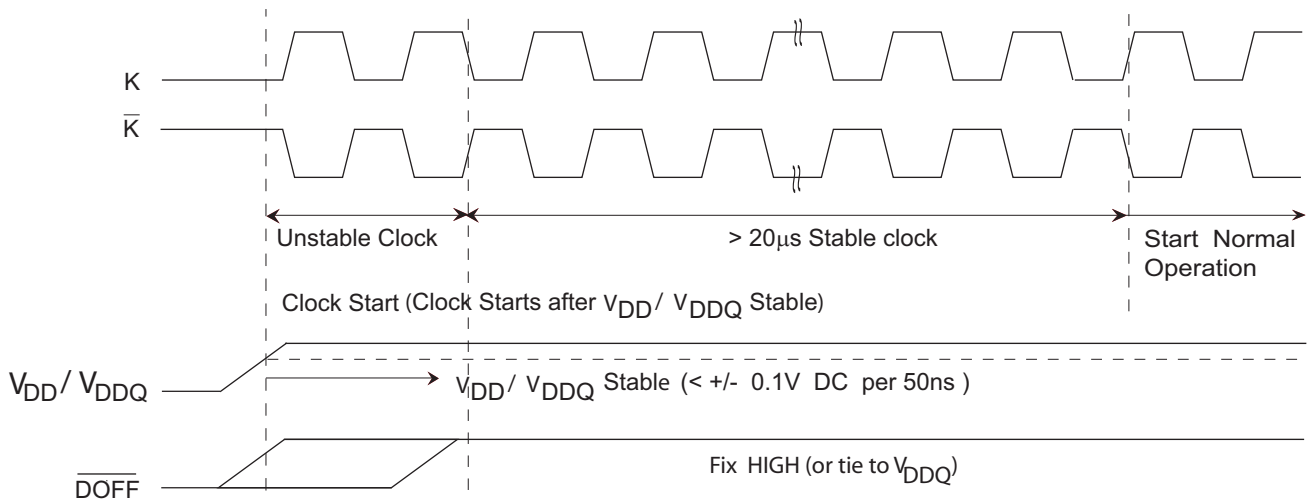 K
K̅
Unstable Clock
> 20μs Stable clock
Start Normal
Operation
Clock Start (Clock Starts after VDD / VDDQ Stable)
VDD / VDDQ
VDD / VDDQ Stable (< +/- 0.1V DC per 50ns )
DOFF
Fix HIGH (or tie to VDDQ)